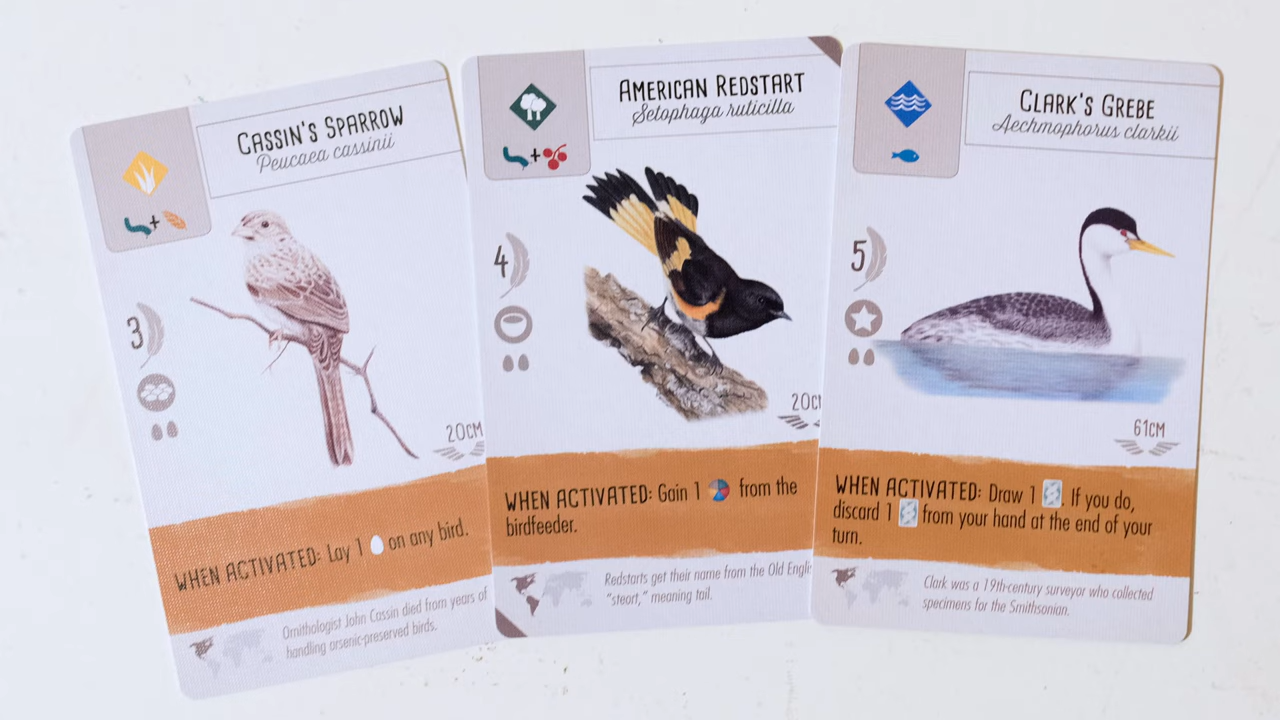 CASSIN'S SPARROW
Peucaea cassinii
+
3
20CM
WHEN ACTIVATED: Lay 1 on any bird.
Ornithologist John Cassin died from years of
handling arsenic-preserved birds.
AMERICAN REDSTART
Setophaga ruticilla
+
4
20CM
WHEN ACTIVATED: Gain 1 from the
birdfeeder.
Redstarts get their name from the Old Engli
"steort," meaning tail.
CLARK'S GREBE
Aechmophorus clarkii
5
61CM
WHEN ACTIVATED: Draw 1 . If you do,
discard 1 from your hand at the end of your
turn.
Clark was a 19th-century surveyor who collected
specimens for the Smithsonian.